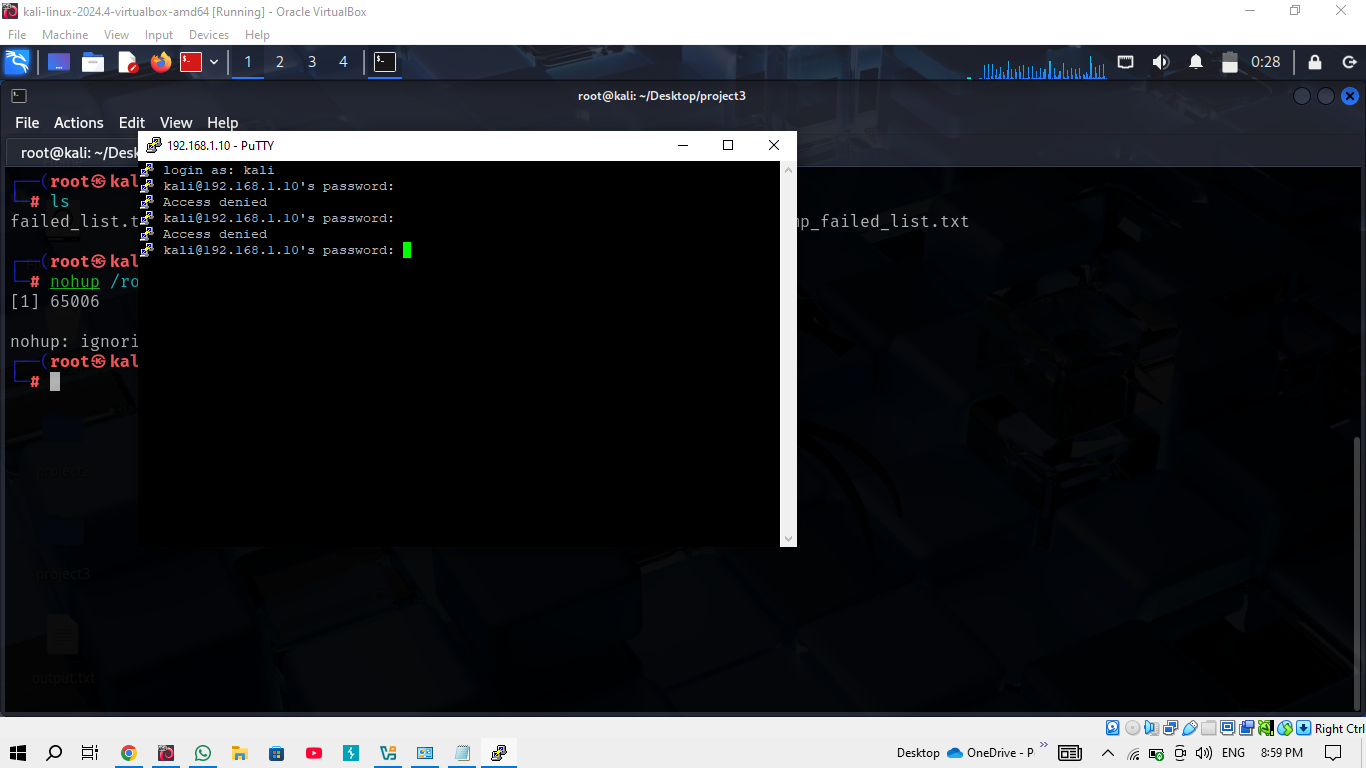 kali-linux-2024.4-virtualbox-amd64 [Running] - Oracle VirtualBox
File Machine View Input Devices Help
1 2 3 4 0:28
root@kali: ~/Desktop/project3
File Actions Edit View Help
root@kali: ~/Desk
192.168.1.10 - PuTTY
login as: kali
kali@192.168.1.10's password:
Access denied
kali@192.168.1.10's password:
Access denied
kali@192.168.1.10's password:
(root㉿kal
# ls
failed_list.t p_failed_list.txt
(root㉿kal
# nohup /ro
[1] 65006
nohup: ignori
(root㉿kal
#
project2
project3
output.txt
Right Ctrl
Desktop OneDrive - P ENG 8:59 PM